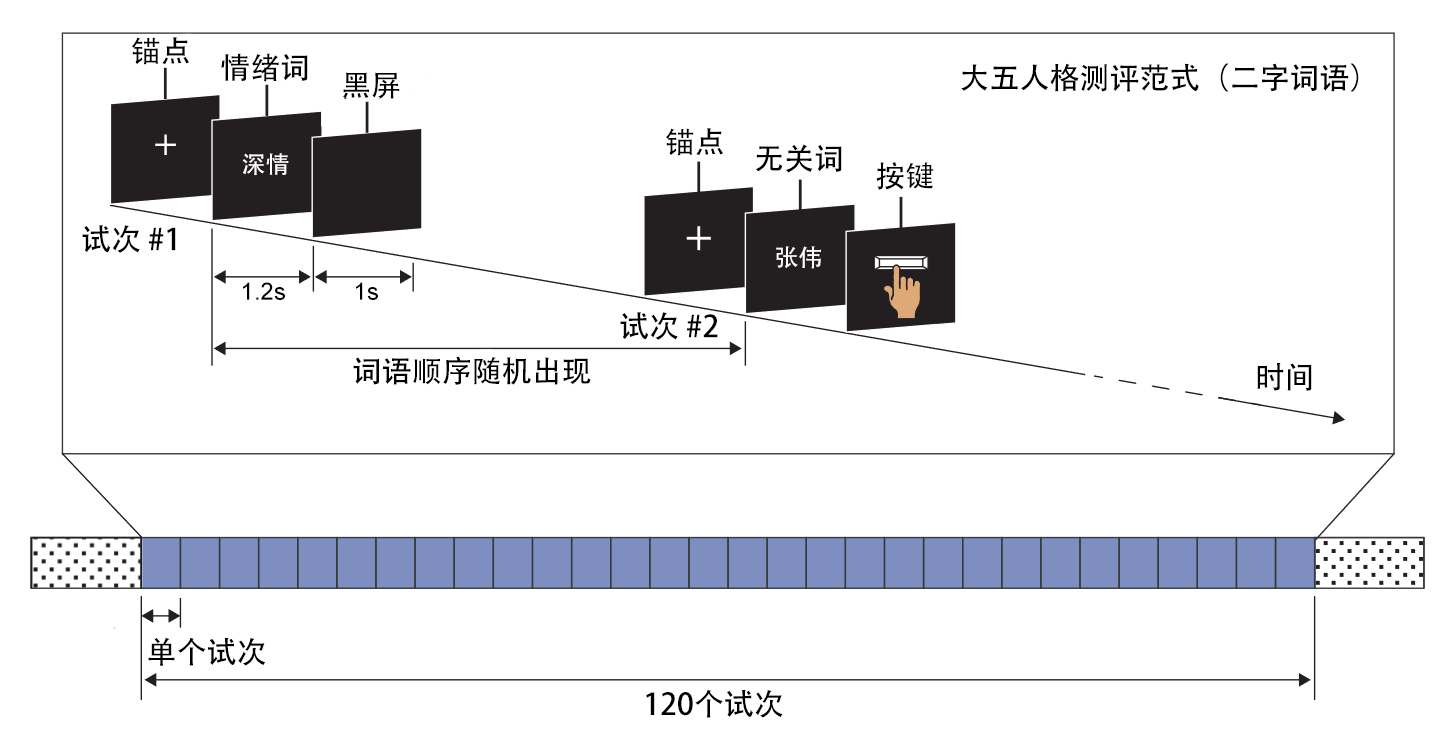 大五人格测评范式（二字词语）
锚点
情绪词
黑屏
+
深情
试次 #1
1.2s
1s
锚点
无关词
按键
+
张伟
试次 #2
词语顺序随机出现
时间
单个试次
120个试次